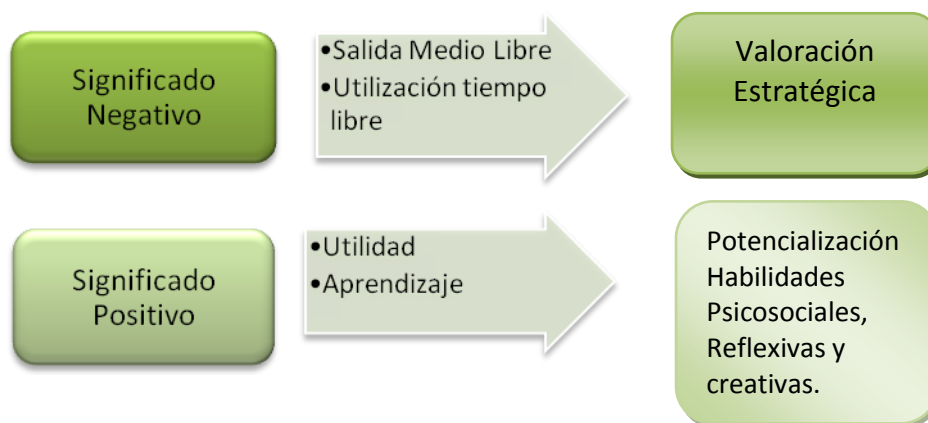 Significado
Negativo
•Salida Medio Libre
•Utilización tiempo
libre
Valoración
Estratégica
Significado
Positivo
•Utilidad
•Aprendizaje
Potencialización
Habilidades
Psicosociales,
Reflexivas y
creativas.